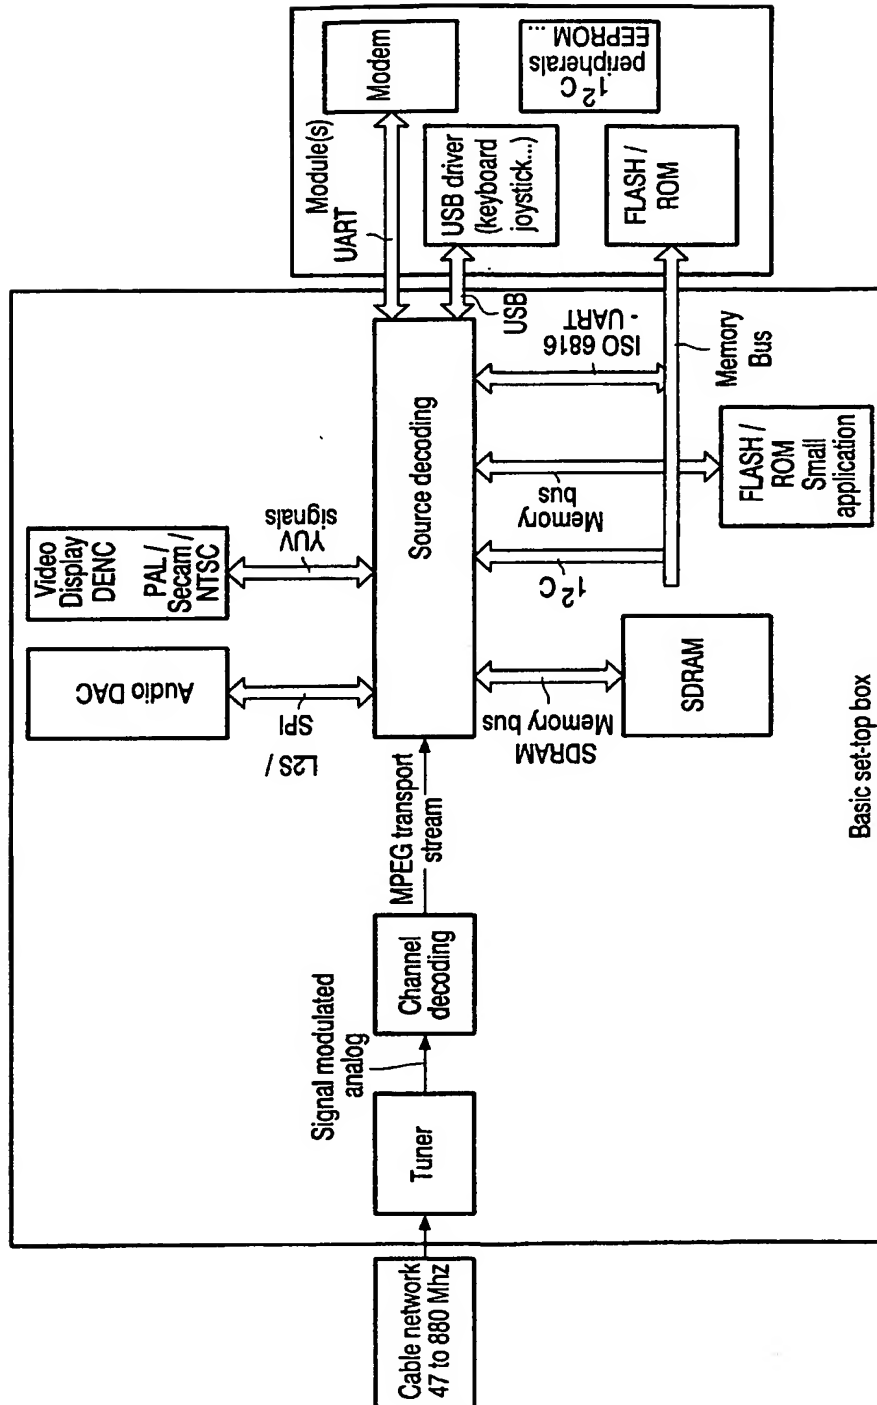 Cable network
47 to 880 Mhz
Tuner
Signal modulated
analog
Channel
decoding
MPEG transport
stream
Audio DAC
L2S /
SPI
Video
Display
DENC
PAL /
Secam /
NTSC
YUV
signals
Source decoding
SDRAM
Memory bus
SDRAM
1²C
Memory
bus
FLASH /
ROM
Small
application
ISO 6816
- UART
Memory
Bus
USB
UART
Module(s)
Modem
USB driver
(keyboard
joystick...)
1²C
peripherals
EEPROM
...
FLASH /
ROM
Basic set-top box